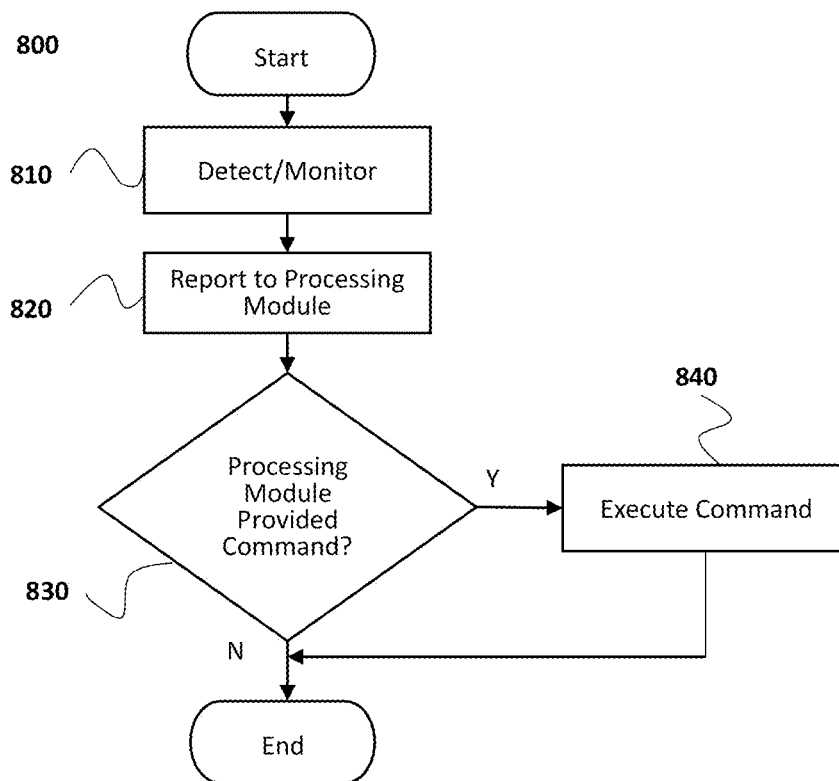 800
Start
810
Detect/Monitor
820
Report to Processing
Module
840
Processing
Module
Provided
Command?
Y
Execute Command
830
N
End